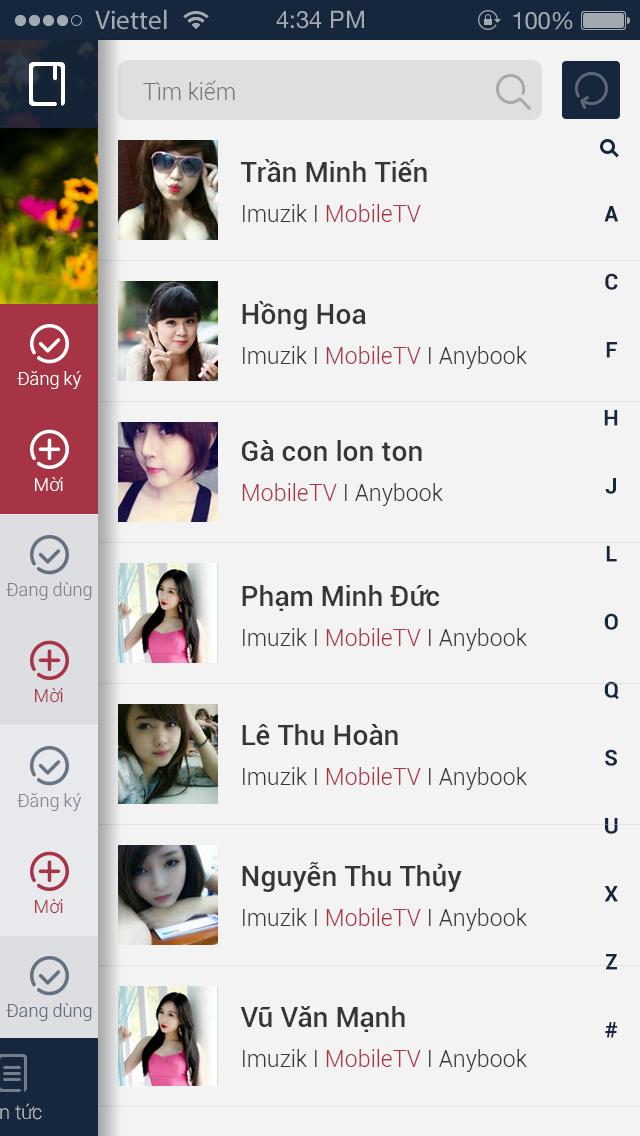 Viettel 4:34 PM 100%
Tìm kiếm
Trần Minh Tiến
Imuzik I MobileTV
Hồng Hoa
Imuzik I MobileTV I Anybook
Gà con lon ton
MobileTV I Anybook
Phạm Minh Đức
Imuzik I MobileTV I Anybook
Lê Thu Hoàn
Imuzik I MobileTV I Anybook
Nguyễn Thu Thủy
Imuzik I MobileTV I Anybook
Vũ Văn Mạnh
Imuzik I MobileTV I Anybook
A
C
F
H
J
L
O
Q
S
U
X
Z
#
Đăng ký
Mời
Đang dùng
Mời
Đăng ký
Mời
Đang dùng
n tức